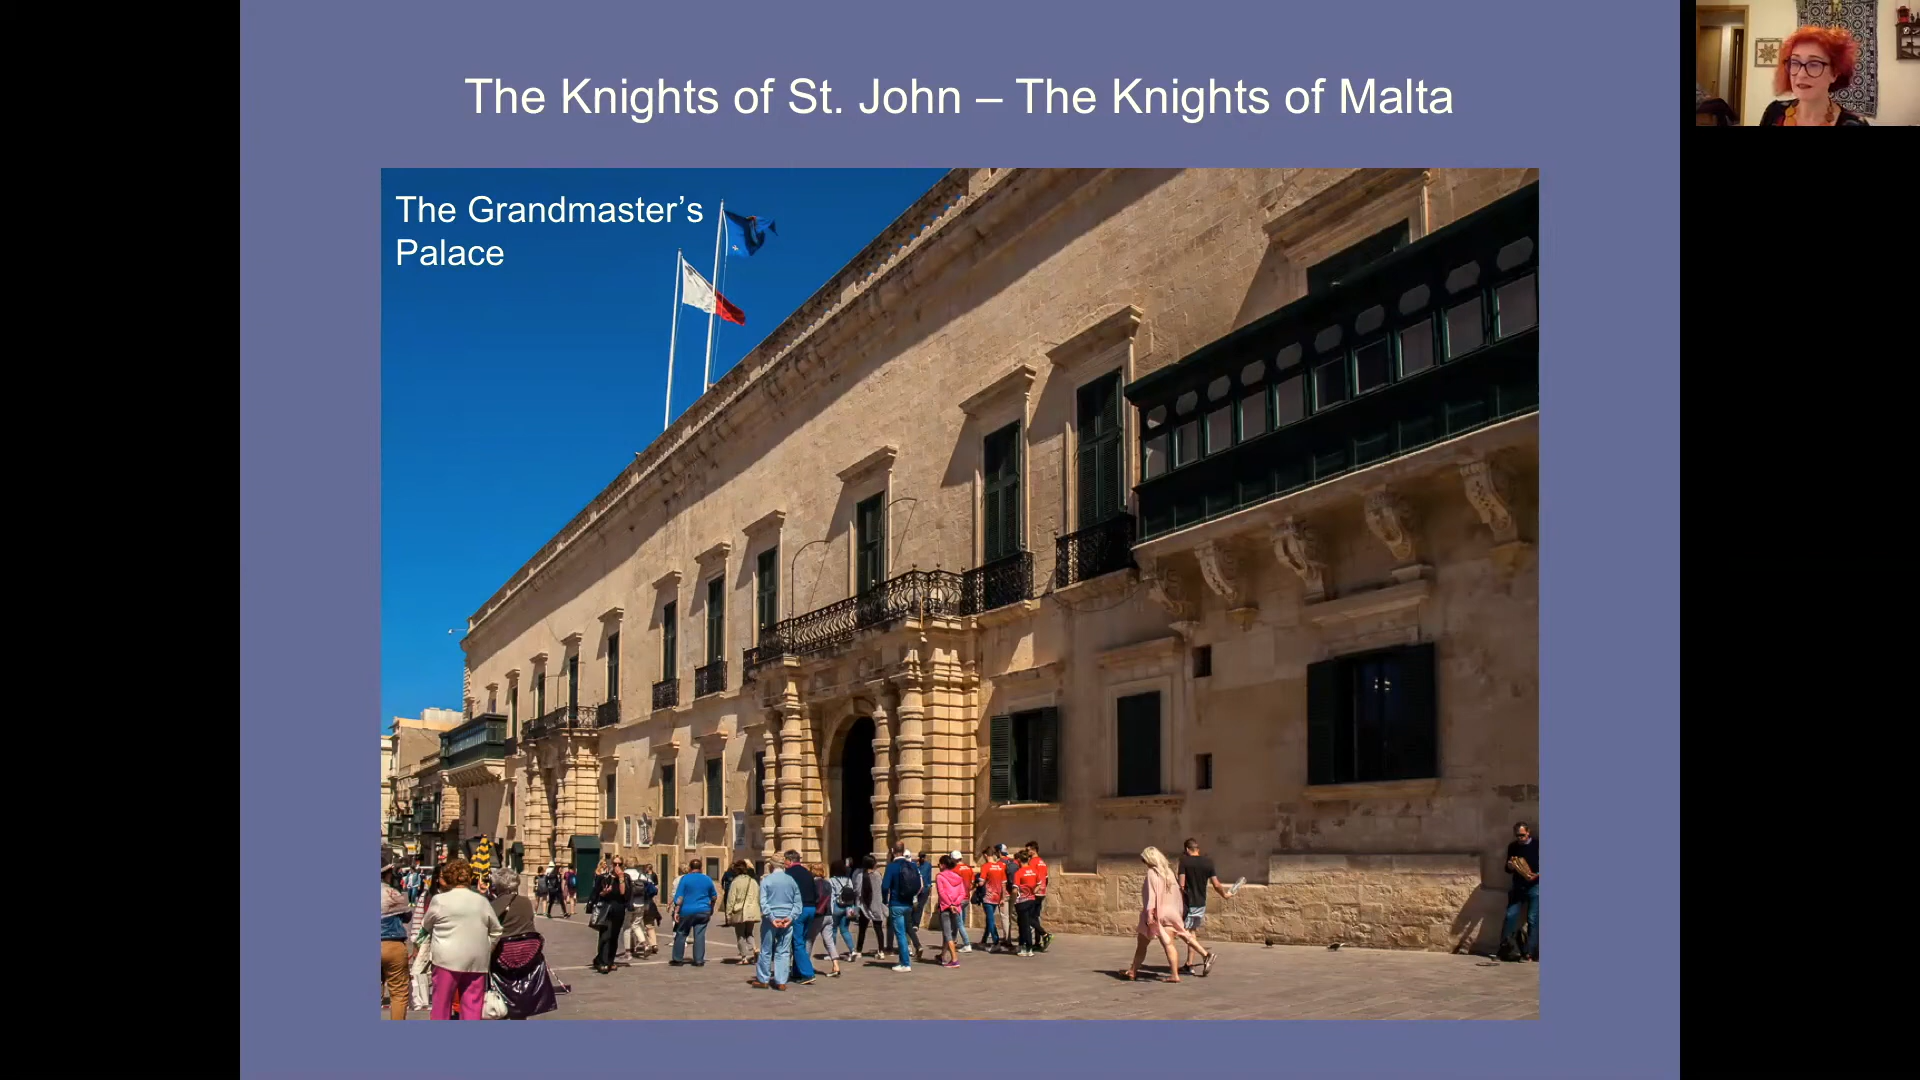 The Knights of St. John – The Knights of Malta
The Grandmaster’s
Palace